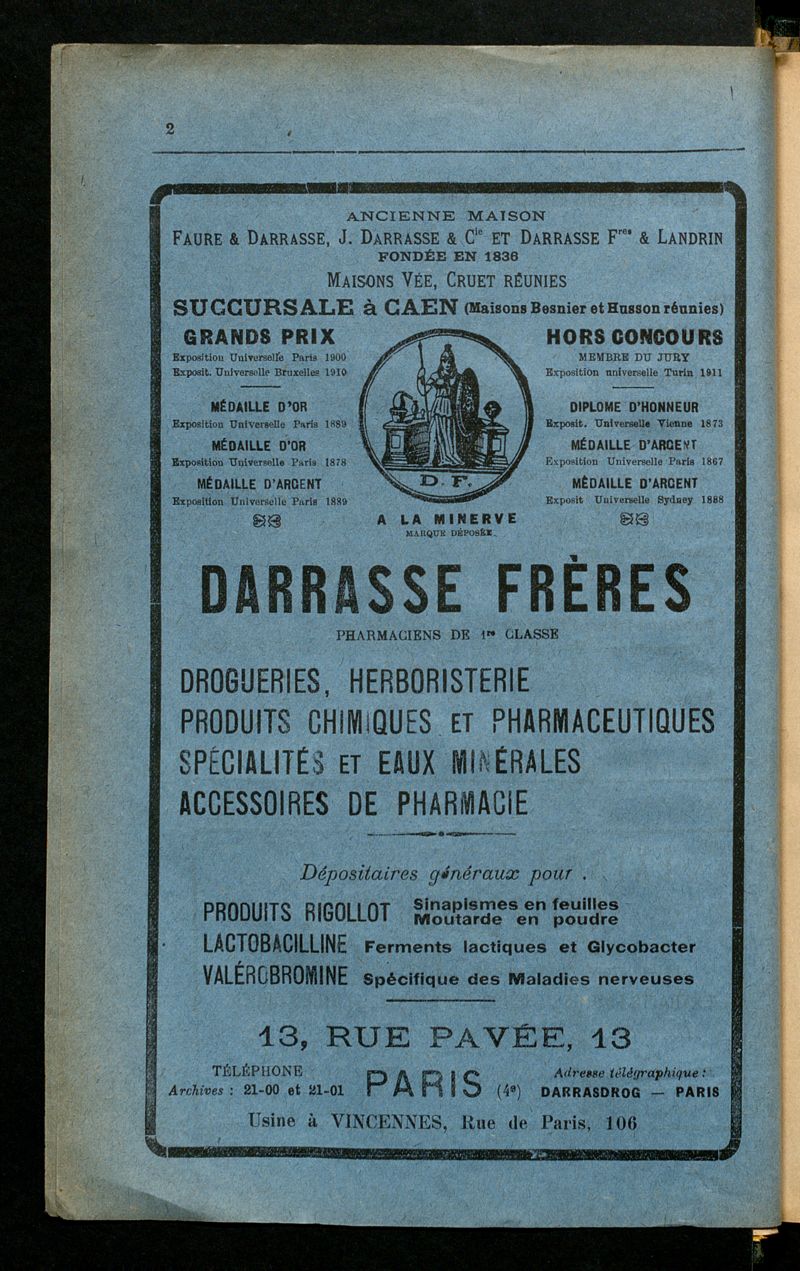 2
ANCIENNE MAISON
FAURE & DARRASSE, J. DARRASSE & Cie ET DARRASSE Fres & LANDRIN
FONDÉE EN 1836
MAISONS VÉE, CRUET RÉUNIES
SUCCURSALE à CAEN (Maisons Besnier et Husson réunies)
GRANDS PRIX
Exposition Universelle Paris 1900
Exposit. Universelle Bruxelles 1910
MÉDAILLE D'OR
Exposition Universelle Paris 1889
MÉDAILLE D'OR
Exposition Universelle Paris 1878
MÉDAILLE D'ARGENT
Exposition Universelle Paris 1889
D. F.
A LA MINERVE
MARQUE DÉPOSÉE.
HORS CONCOURS
MEMBRE DU JURY
Exposition universelle Turin 1911
DIPLOME D'HONNEUR
Exposit. Universelle Vienne 1873
MÉDAILLE D'ARGENT
Exposition Universelle Paris 1867
MÉDAILLE D'ARGENT
Exposit Universelle Sydney 1888
DARRASSE FRÈRES
PHARMACIENS DE 1re CLASSE
DROGUERIES, HERBORISTERIE
PRODUITS CHIMIQUES ET PHARMACEUTIQUES
SPÉCIALITÉS ET EAUX MINÉRALES
ACCESSOIRES DE PHARMACIE
Dépositaires généraux pour .
PRODUITS RIGOLLOT Sinapismes en feuilles
Moutarde en poudre
LACTOBACILLINE Ferments lactiques et Glycobacter
VALÉROBROMINE Spécifique des Maladies nerveuses
13, RUE PAVÉE, 13
TÉLÉPHONE
Archives : 21-00 et 21-01
PARIS (4e)
Adresse télégraphique :
DARRASDROG — PARIS
Usine à VINCENNES, Rue de Paris, 106